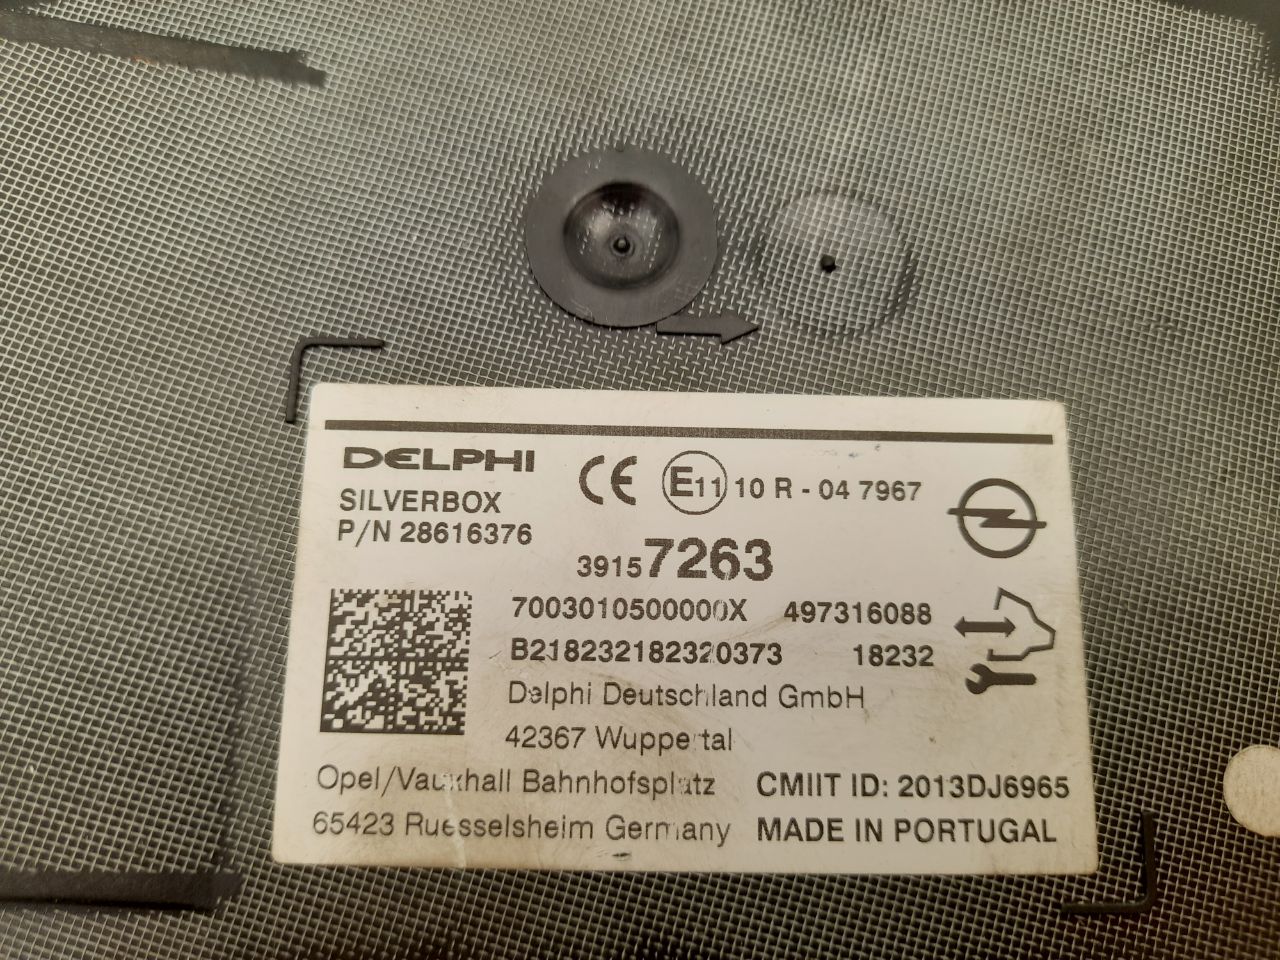 DELPHI
SILVERBOX
P/N 28616376
CE E11 10 R - 04 7967
39157263
7003010500000X 497316088
B218232182320373 18232
Delphi Deutschland GmbH
42367 Wuppertal
Opel/Vauxhall Bahnhofsplatz
65423 Ruesselsheim Germany
CMIIT ID: 2013DJ6965
MADE IN PORTUGAL